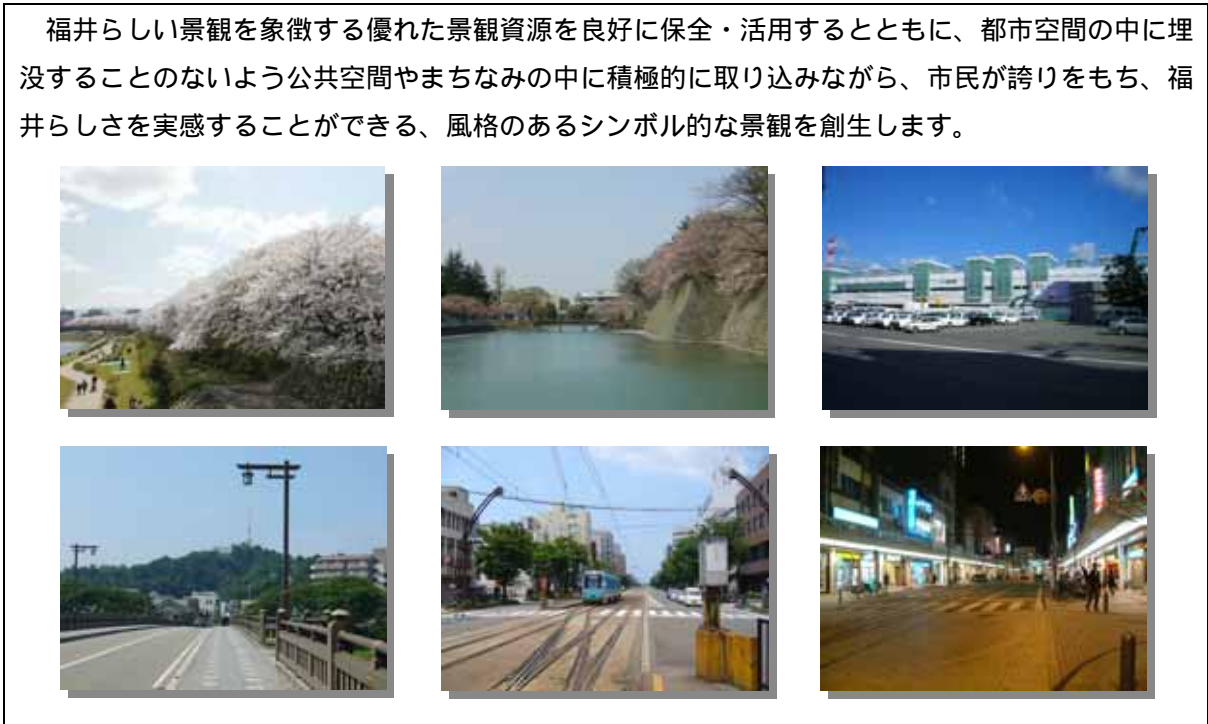 福井らしい景観を象徴する優れた景観資源を良好に保全・活用するとともに、都市空間の中に埋
没することのないよう公共空間やまちなみの中に積極的に取り込みながら、市民が誇りをもち、福
井らしさを実感することができる、風格のあるシンボル的な景観を創生します。